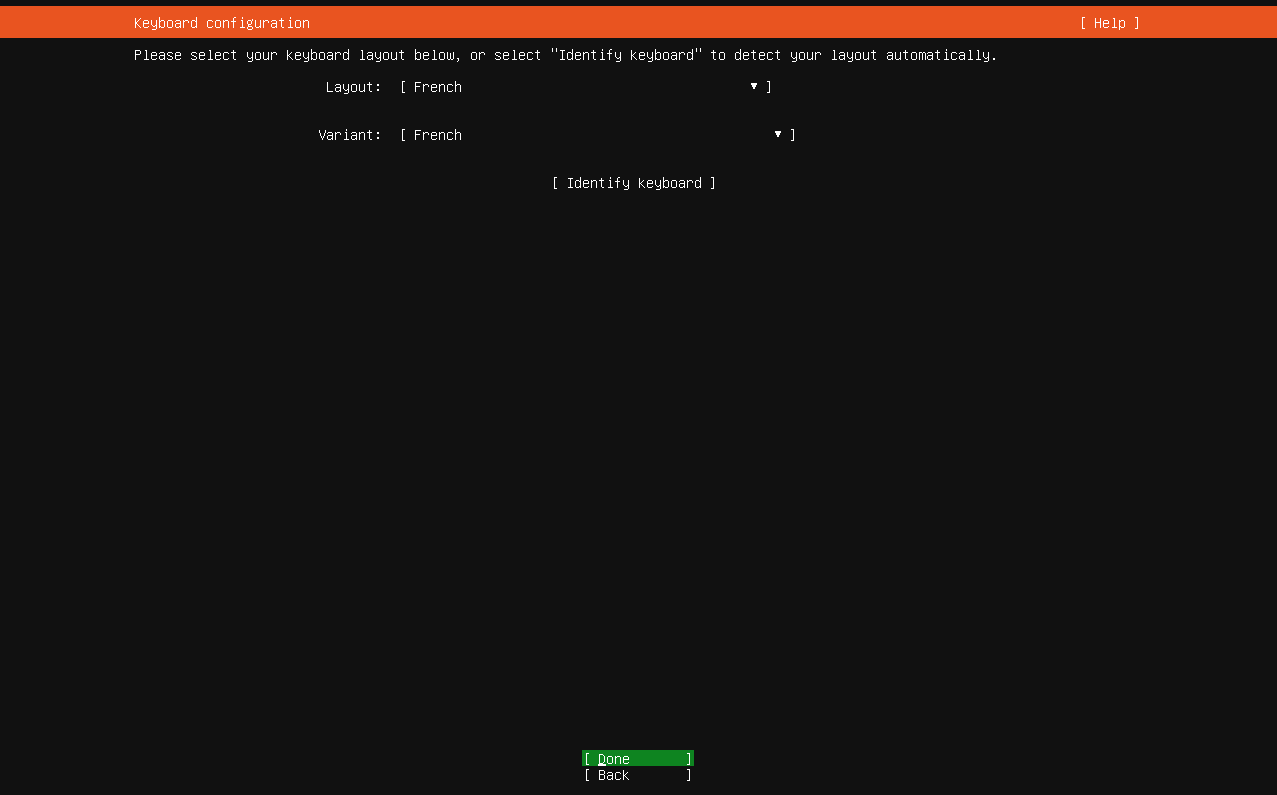 Keyboard configuration [ Help ]
Please select your keyboard layout below, or select "Identify keyboard" to detect your layout automatically.
Layout: [ French ▼ ]
Variant: [ French ▼ ]
[ Identify keyboard ]
[ Done ]
[ Back ]